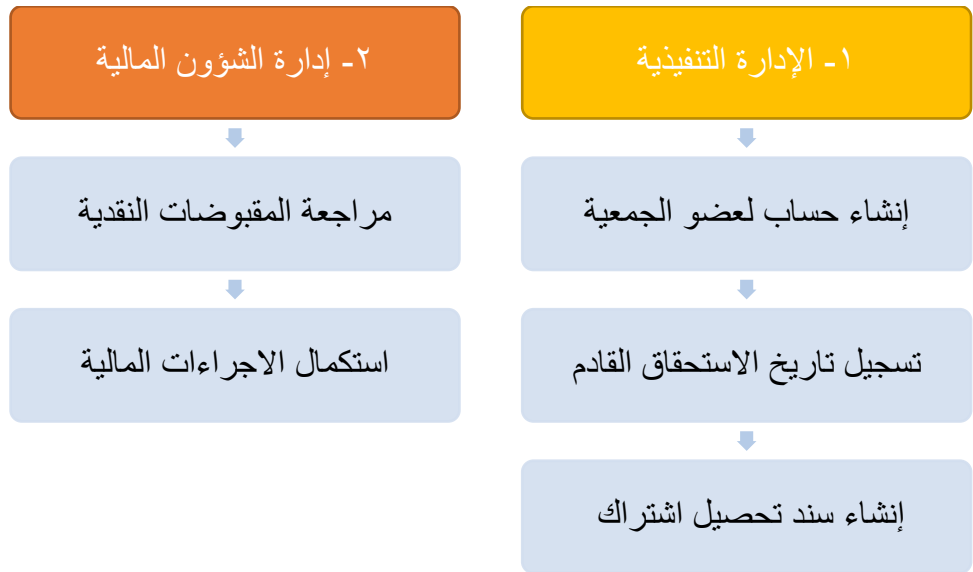 ١- الإدارة التنفيذية
إنشاء حساب لعضو الجمعية
تسجيل تاريخ الاستحقاق القادم
إنشاء سند تحصيل اشتراك
٢- إدارة الشؤون المالية
مراجعة المقبوضات النقدية
استكمال الاجراءات المالية